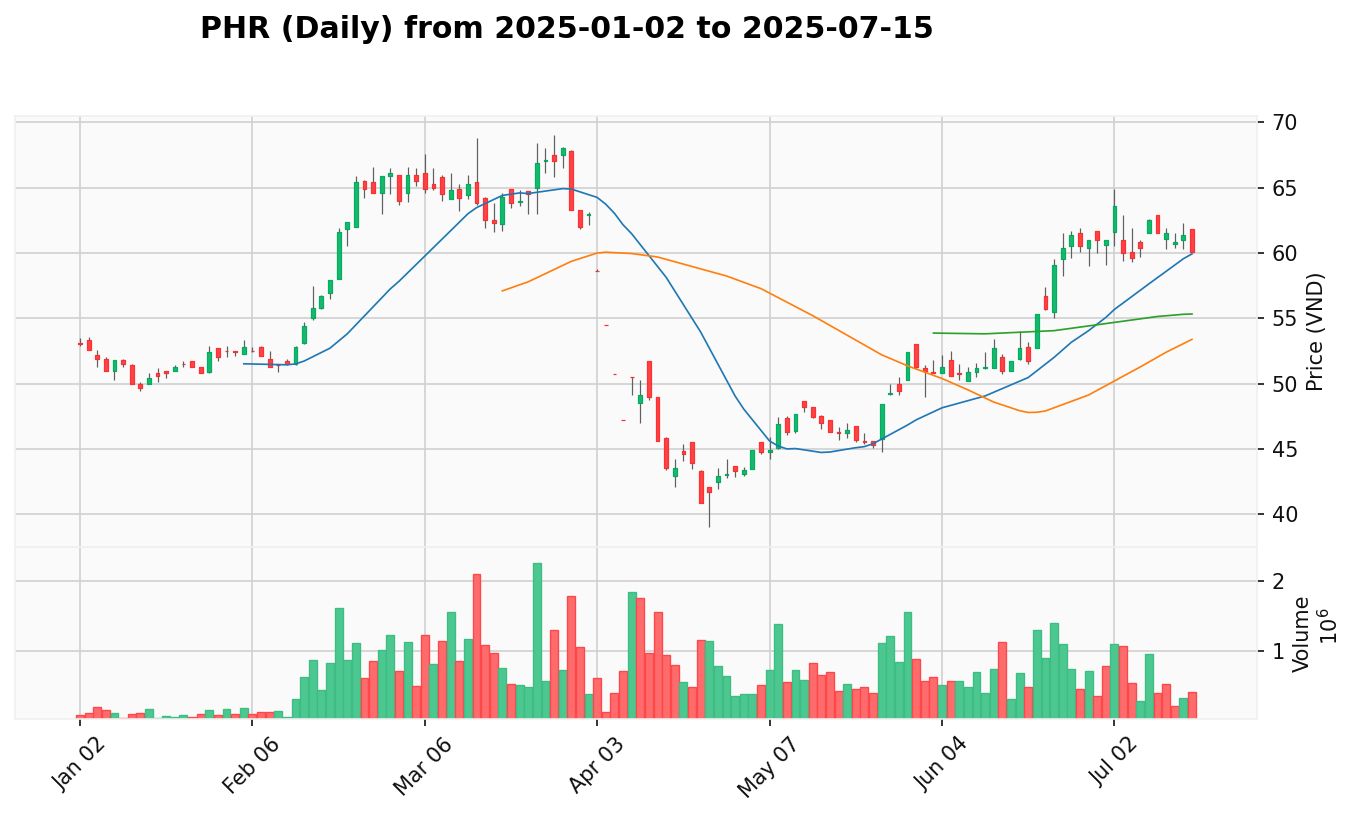 PHR (Daily) from 2025-01-02 to 2025-07-15
70
65
60
55
50
45
40
Price (VND)
2
1
Volume
10^6
Jan 02
Feb 06
Mar 06
Apr 03
May 07
Jun 04
Jul 02